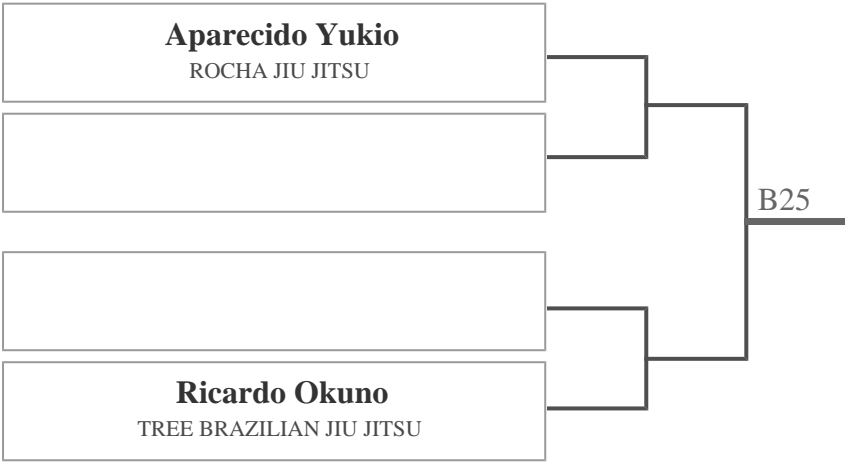 Aparecido Yukio
ROCHA JIU JITSU
B25
Ricardo Okuno
TREE BRAZILIAN JIU JITSU